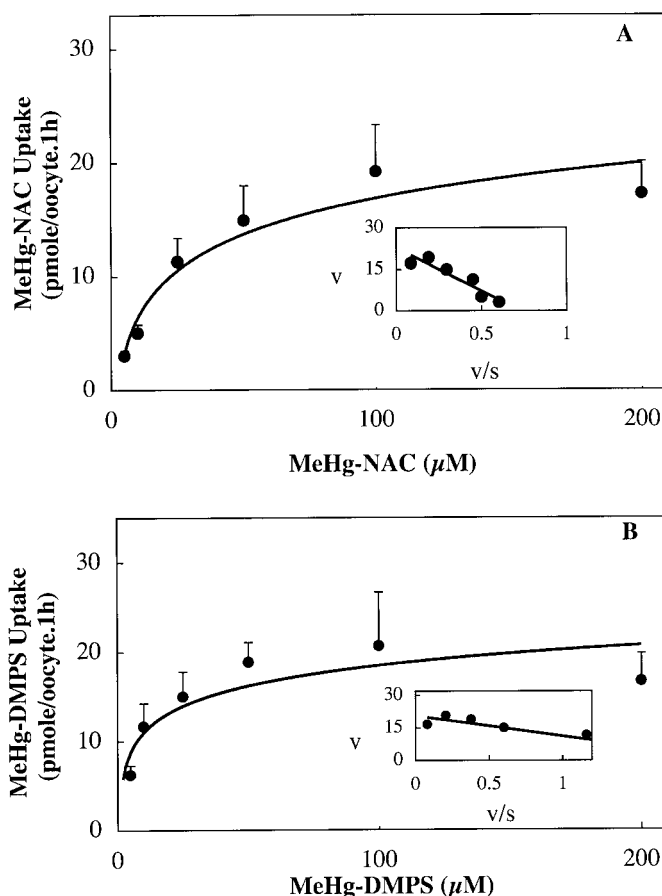 A
MeHg-NAC Uptake
(pmole/oocyte.1h)
30
20
10
0
0 100 200
MeHg-NAC (µM)
v
30
15
0
0 0.5 1
v/s
B
MeHg-DMPS Uptake
(pmole/oocyte.1h)
30
20
10
0
0 100 200
MeHg-DMPS (µM)
v
30
15
0
0 0.5 1
v/s